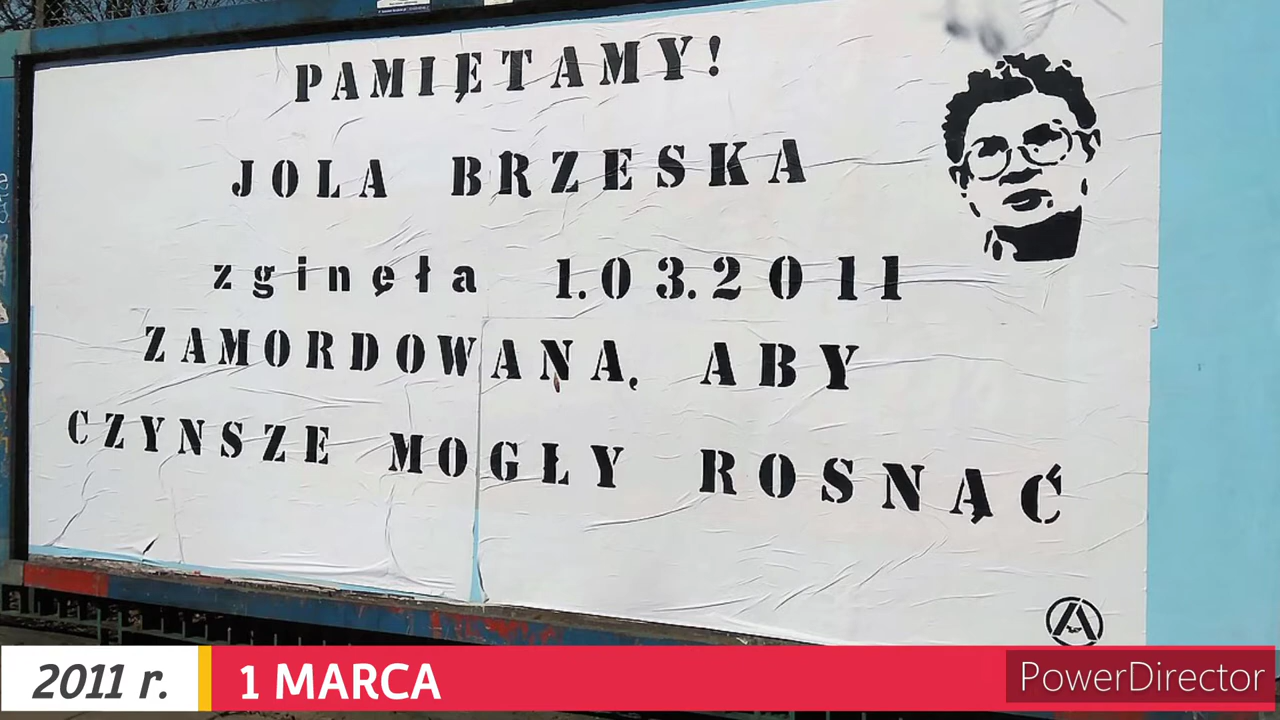 PAMIĘTAMY!
JOLA BRZESKA
zginęła 1.03.2011
ZAMORDOWANA, ABY
CZYNSZE MOGŁY ROSNĄĆ
2011 r.
1 MARCA
PowerDirector